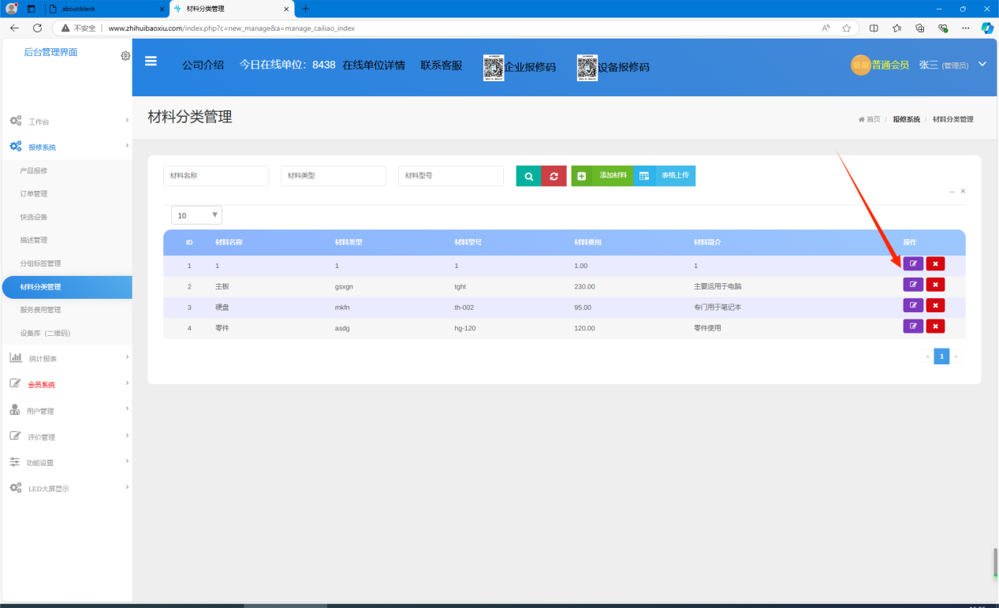 about:blank
材料分类管理
不安全 www.zhihuibaoxiu.com/index.php?c=new_manage&a=manage_cailiao_index
后台管理界面
公司介绍 今日在线单位：8438 在线单位详情 联系客服 企业报修码 设备报修码 普通会员 张三 (管理员)
材料分类管理
首页 / 报修系统 / 材料分类管理
工作台
报修系统
产品报修
订单管理
快选设备
描述管理
分组标签管理
材料分类管理
服务费用管理
设备库（二维码）
统计报表
会员系统
用户管理
评价管理
功能设置
LED大屏显示
材料名称 材料类型 材料型号 添加材料 表格上传
10
ID 材料名称 材料类型 材料型号 材料费用 材料简介 操作
1 1 1 1 1.00 1
2 主板 gsxgn tght 230.00 主要运用于电脑
3 硬盘 mkfn th-002 95.00 专门用于笔记本
4 零件 asdg hg-120 120.00 零件使用
1